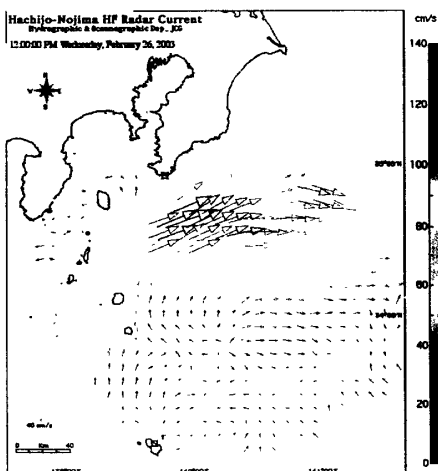 Hachijo-Nojima HF Radar Current
Hydrographic & Oceanographic Dep., JCG
12:00:00 PM Wednesday, February 26, 2003
cm/s
140
120
100
80
60
40
20
0
40 cm/s
0 Km 40